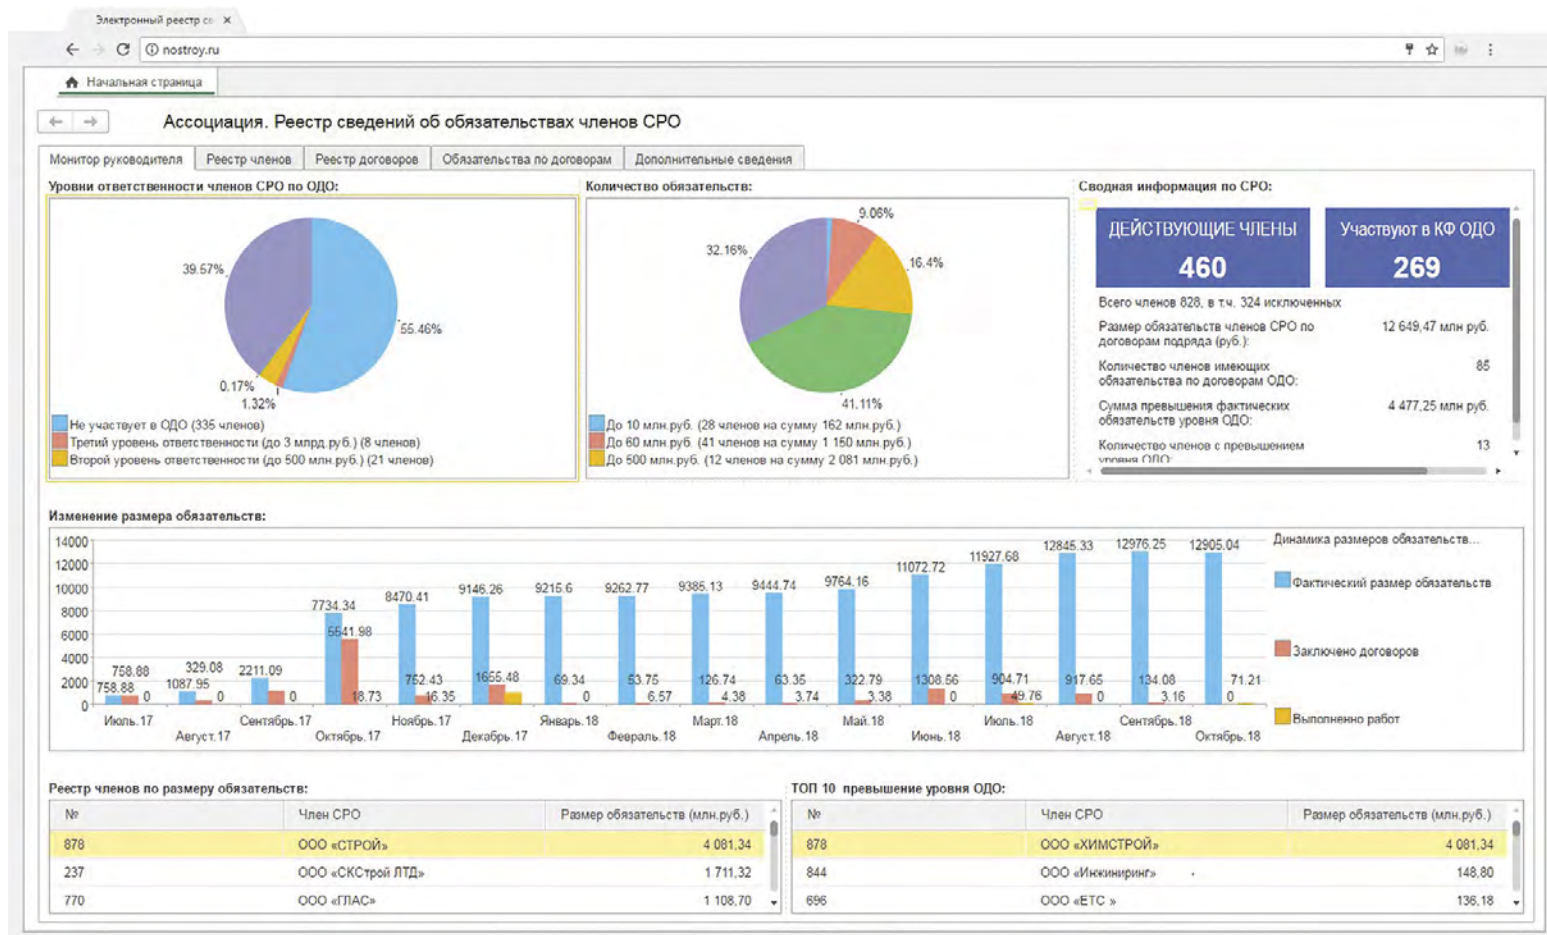 Электронный реестр св
nostroy.ru
Начальная страница
Ассоциация. Реестр сведений об обязательствах членов СРО
Монитор руководителя
Реестр членов
Реестр договоров
Обязательства по договорам
Дополнительные сведения
Уровни ответственности членов СРО по ОДО:
39.57%
55.46%
0.17%
1.32%
Не участвует в ОДО (335 членов)
Третий уровень ответственности (до 3 млрд.руб.) (8 членов)
Второй уровень ответственности (до 500 млн.руб.) (21 членов)
Количество обязательств:
9.06%
32.16%
16.4%
41.11%
До 10 млн.руб. (28 членов на сумму 162 млн.руб.)
До 60 млн.руб. (41 членов на сумму 1 150 млн.руб.)
До 500 млн.руб. (12 членов на сумму 2 081 млн.руб.)
Сводная информация по СРО:
ДЕЙСТВУЮЩИЕ ЧЛЕНЫ
460
Участвуют в КФ ОДО
269
Всего членов 828, в т.ч. 324 исключенных
Размер обязательств членов СРО по 12 649,47 млн руб.
договорам подряда (руб.):
Количество членов имеющих 85
обязательства по договорам ОДО:
Сумма превышения фактических 4 477,25 млн руб.
обязательств уровня ОДО:
Количество членов с превышением 13
уровня ОДО:
Изменение размера обязательств:
14000
12000
10000
8000
6000
4000
2000
0
758.88 1087.95 2211.09 7734.34 8470.41 9146.26 9215.6 9262.77 9385.13 9444.74 9764.16 11072.72 11927.68 12845.33 12976.25 12905.04
758.88 329.08 5541.98 752.43 1655.48 69.34 53.75 126.74 63.35 322.79 1308.56 904.71 917.65 134.08 71.21
0 0 0 18.73 16.35 0 6.57 4.38 3.74 3.38 0 49.76 0 3.16 0
Июль.17 Сентябрь.17 Ноябрь.17 Январь.18 Март.18 Май.18 Июль.18 Сентябрь.18
Август.17 Октябрь.17 Декабрь.17 Февраль.18 Апрель.18 Июнь.18 Август.18 Октябрь.18
Динамика размеров обязательств...
Фактический размер обязательств
Заключено договоров
Выполненно работ
Реестр членов по размеру обязательств:
№ Член СРО Размер обязательств (млн.руб.)
878 ООО «СТРОЙ» 4 081,34
237 ООО «СКСтрой ЛТД» 1 711,32
770 ООО «ГЛАС» 1 108,70
ТОП 10 превышение уровня ОДО:
№ Член СРО Размер обязательств (млн.руб.)
878 ООО «ХИМСТРОЙ» 4 081,34
844 ООО «Инжиниринг» 148,80
696 ООО «ЕТС » 136,18